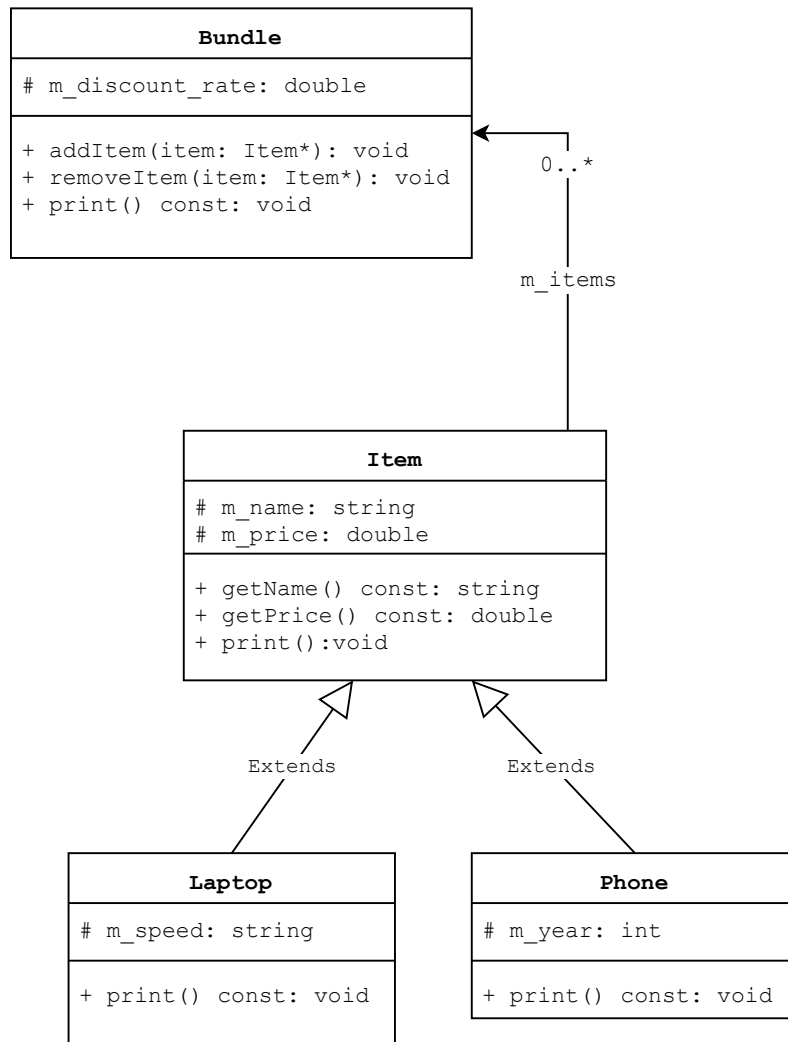 Bundle
# m_discount_rate: double
+ addItem(item: Item*): void
+ removeItem(item: Item*): void
+ print() const: void
0..*
m_items
Item
# m_name: string
# m_price: double
+ getName() const: string
+ getPrice() const: double
+ print():void
Extends
Extends
Laptop
# m_speed: string
+ print() const: void
Phone
# m_year: int
+ print() const: void